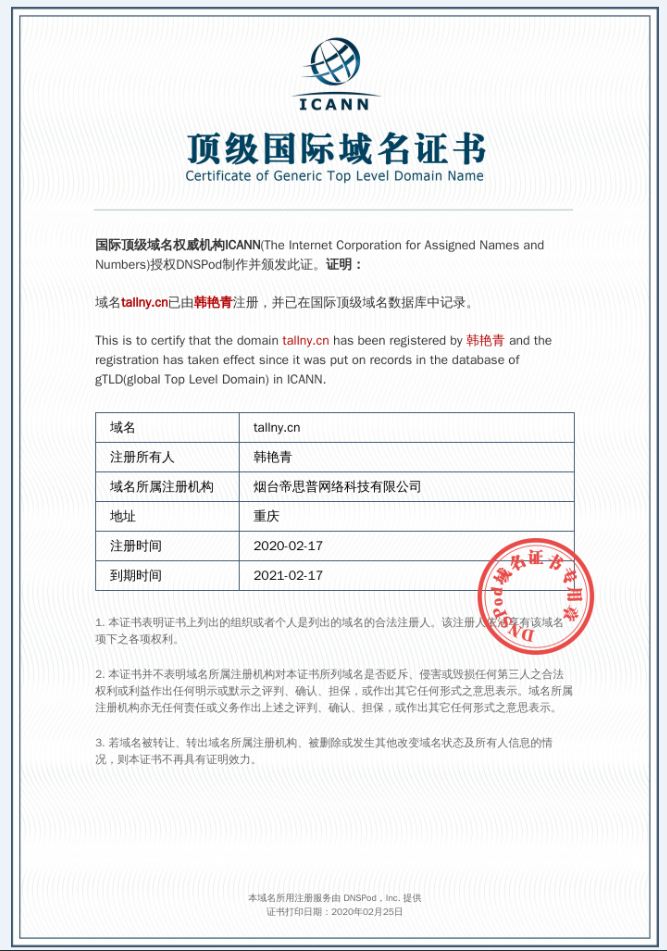 ICANN
顶级国际域名证书
Certificate of Generic Top Level Domain Name
国际顶级域名权威机构ICANN(The Internet Corporation for Assigned Names and
Numbers)授权DNSPod制作并颁发此证。证明：
域名tallny.cn已由韩艳青注册，并已在国际顶级域名数据库中记录。
This is to certify that the domain tallny.cn has been registered by 韩艳青 and the
registration has taken effect since it was put on records in the database of
gTLD(global Top Level Domain) in ICANN.
域名 tallny.cn
注册所有人 韩艳青
域名所属注册机构 烟台帝思普网络科技有限公司
地址 重庆
注册时间 2020-02-17
到期时间 2021-02-17
DNSPod域名证书专用章
1. 本证书表明证书上列出的组织或者个人是列出的域名的合法注册人。该注册人依法享有该域名
项下之各项权利。
2. 本证书并不表明域名所属注册机构对本证书所列域名是否贬斥、侵害或毁损任何第三人之合法
权利或利益作出任何明示或默示之评判、确认、担保，或作出其它任何形式之意思表示。域名所属
注册机构亦无任何责任或义务作出上述之评判、确认、担保，或作出其它任何形式之意思表示。
3. 若域名被转让、转出域名所属注册机构、被删除或发生其他改变域名状态及所有人信息的情
况，则本证书不再具有证明效力。
本域名所用注册服务由 DNSPod，Inc. 提供
证书打印日期：2020年02月25日